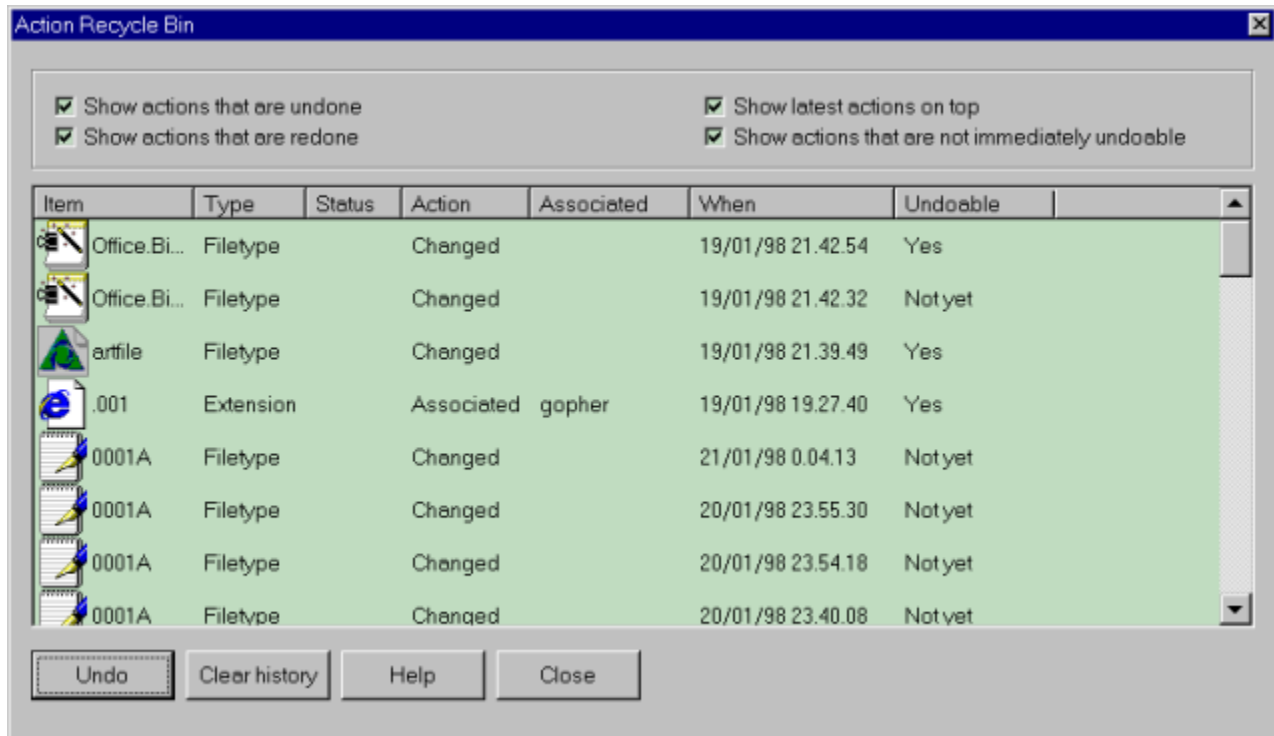 Action Recycle Bin
Show actions that are undone Show latest actions on top
Show actions that are redone Show actions that are not immediately undoable
Item Type Status Action Associated When Undoable
Office.Bi... Filetype Changed 19/01/98 21.42.54 Yes
Office.Bi... Filetype Changed 19/01/98 21.42.32 Not yet
artfile Filetype Changed 19/01/98 21.39.49 Yes
.001 Extension Associated gopher 19/01/98 19.27.40 Yes
0001A Filetype Changed 21/01/98 0.04.13 Not yet
0001A Filetype Changed 20/01/98 23.55.30 Not yet
0001A Filetype Changed 20/01/98 23.54.18 Not yet
0001A Filetype Changed 20/01/98 23.40.08 Not yet
Undo Clear history Help Close